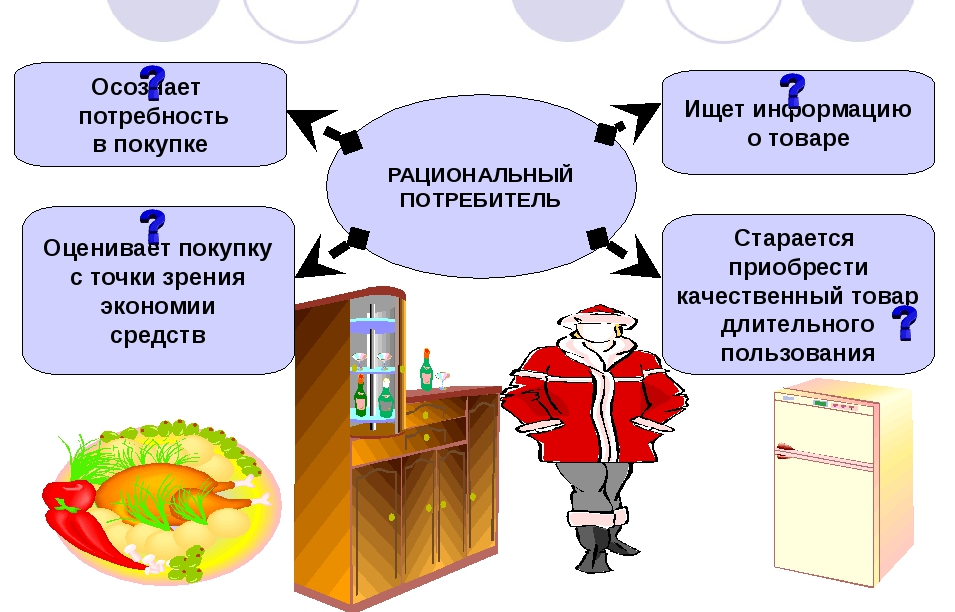 Осознает
потребность
в покупке
Ищет информацию
о товаре
РАЦИОНАЛЬНЫЙ
ПОТРЕБИТЕЛЬ
Оценивает покупку
с точки зрения
экономии
средств
Старается
приобрести
качественный товар
длительного
пользования